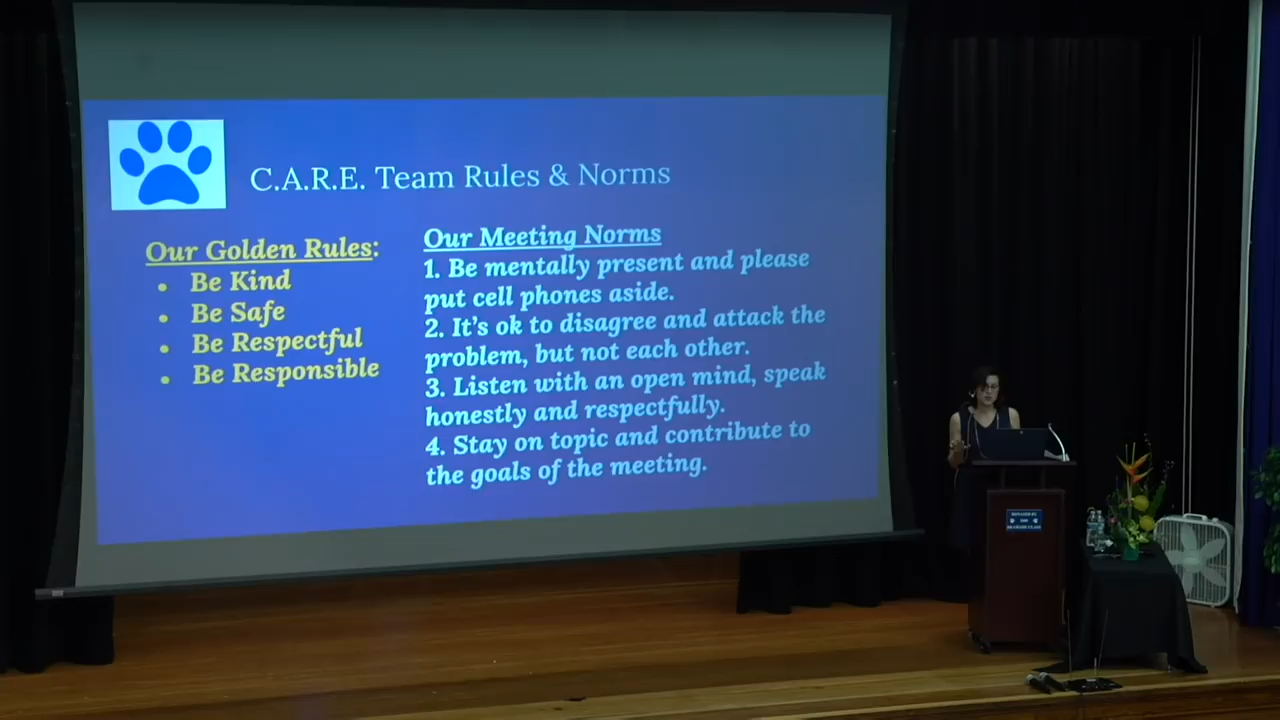 C.A.R.E. Team Rules & Norms
Our Golden Rules:
• Be Kind
• Be Safe
• Be Respectful
• Be Responsible
Our Meeting Norms
1. Be mentally present and please
put cell phones aside.
2. It's ok to disagree and attack the
problem, but not each other.
3. Listen with an open mind, speak
honestly and respectfully.
4. Stay on topic and contribute to
the goals of the meeting.
DONATED BY